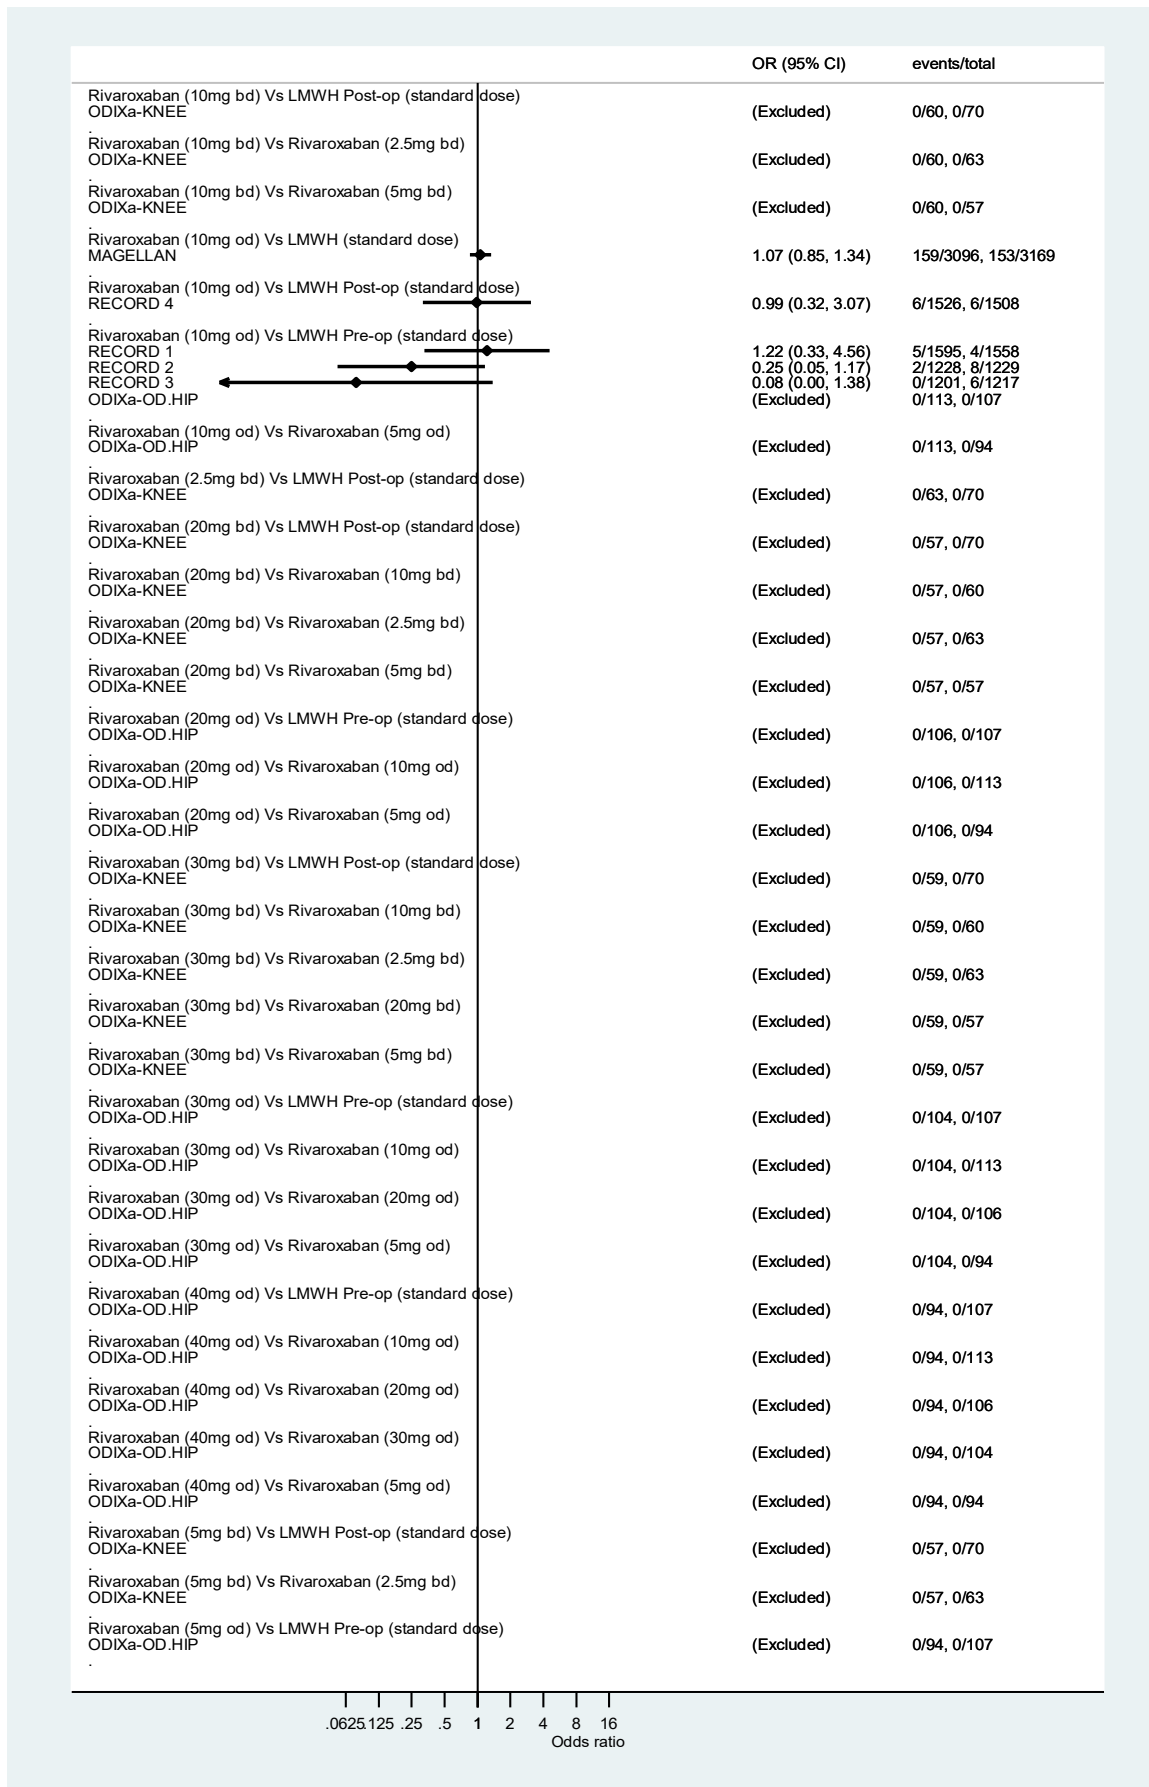 OR (95% CI) events/total
Rivaroxaban (10mg bd) Vs LMWH Post-op (standard dose)
ODIXa-KNEE (Excluded) 0/60, 0/70
.
Rivaroxaban (10mg bd) Vs Rivaroxaban (2.5mg bd)
ODIXa-KNEE (Excluded) 0/60, 0/63
.
Rivaroxaban (10mg bd) Vs Rivaroxaban (5mg bd)
ODIXa-KNEE (Excluded) 0/60, 0/57
.
Rivaroxaban (10mg od) Vs LMWH (standard dose)
MAGELLAN 1.07 (0.85, 1.34) 159/3096, 153/3169
.
Rivaroxaban (10mg od) Vs LMWH Post-op (standard dose)
RECORD 4 0.99 (0.32, 3.07) 6/1526, 6/1508
.
Rivaroxaban (10mg od) Vs LMWH Pre-op (standard dose)
RECORD 1 1.22 (0.33, 4.56) 5/1595, 4/1558
RECORD 2 0.25 (0.05, 1.17) 2/1228, 8/1229
RECORD 3 0.08 (0.00, 1.38) 0/1201, 6/1217
ODIXa-OD.HIP (Excluded) 0/113, 0/107
.
Rivaroxaban (10mg od) Vs Rivaroxaban (5mg od)
ODIXa-OD.HIP (Excluded) 0/113, 0/94
.
Rivaroxaban (2.5mg bd) Vs LMWH Post-op (standard dose)
ODIXa-KNEE (Excluded) 0/63, 0/70
.
Rivaroxaban (20mg bd) Vs LMWH Post-op (standard dose)
ODIXa-KNEE (Excluded) 0/57, 0/70
.
Rivaroxaban (20mg bd) Vs Rivaroxaban (10mg bd)
ODIXa-KNEE (Excluded) 0/57, 0/60
.
Rivaroxaban (20mg bd) Vs Rivaroxaban (2.5mg bd)
ODIXa-KNEE (Excluded) 0/57, 0/63
.
Rivaroxaban (20mg bd) Vs Rivaroxaban (5mg bd)
ODIXa-KNEE (Excluded) 0/57, 0/57
.
Rivaroxaban (20mg od) Vs LMWH Pre-op (standard dose)
ODIXa-OD.HIP (Excluded) 0/106, 0/107
.
Rivaroxaban (20mg od) Vs Rivaroxaban (10mg od)
ODIXa-OD.HIP (Excluded) 0/106, 0/113
.
Rivaroxaban (20mg od) Vs Rivaroxaban (5mg od)
ODIXa-OD.HIP (Excluded) 0/106, 0/94
.
Rivaroxaban (30mg bd) Vs LMWH Post-op (standard dose)
ODIXa-KNEE (Excluded) 0/59, 0/70
.
Rivaroxaban (30mg bd) Vs Rivaroxaban (10mg bd)
ODIXa-KNEE (Excluded) 0/59, 0/60
.
Rivaroxaban (30mg bd) Vs Rivaroxaban (2.5mg bd)
ODIXa-KNEE (Excluded) 0/59, 0/63
.
Rivaroxaban (30mg bd) Vs Rivaroxaban (20mg bd)
ODIXa-KNEE (Excluded) 0/59, 0/57
.
Rivaroxaban (30mg bd) Vs Rivaroxaban (5mg bd)
ODIXa-KNEE (Excluded) 0/59, 0/57
.
Rivaroxaban (30mg od) Vs LMWH Pre-op (standard dose)
ODIXa-OD.HIP (Excluded) 0/104, 0/107
.
Rivaroxaban (30mg od) Vs Rivaroxaban (10mg od)
ODIXa-OD.HIP (Excluded) 0/104, 0/113
.
Rivaroxaban (30mg od) Vs Rivaroxaban (20mg od)
ODIXa-OD.HIP (Excluded) 0/104, 0/106
.
Rivaroxaban (30mg od) Vs Rivaroxaban (5mg od)
ODIXa-OD.HIP (Excluded) 0/104, 0/94
.
Rivaroxaban (40mg od) Vs LMWH Pre-op (standard dose)
ODIXa-OD.HIP (Excluded) 0/94, 0/107
.
Rivaroxaban (40mg od) Vs Rivaroxaban (10mg od)
ODIXa-OD.HIP (Excluded) 0/94, 0/113
.
Rivaroxaban (40mg od) Vs Rivaroxaban (20mg od)
ODIXa-OD.HIP (Excluded) 0/94, 0/106
.
Rivaroxaban (40mg od) Vs Rivaroxaban (30mg od)
ODIXa-OD.HIP (Excluded) 0/94, 0/104
.
Rivaroxaban (40mg od) Vs Rivaroxaban (5mg od)
ODIXa-OD.HIP (Excluded) 0/94, 0/94
.
Rivaroxaban (5mg bd) Vs LMWH Post-op (standard dose)
ODIXa-KNEE (Excluded) 0/57, 0/70
.
Rivaroxaban (5mg bd) Vs Rivaroxaban (2.5mg bd)
ODIXa-KNEE (Excluded) 0/57, 0/63
.
Rivaroxaban (5mg od) Vs LMWH Pre-op (standard dose)
ODIXa-OD.HIP (Excluded) 0/94, 0/107
.
.0625 .125 .25 .5 1 2 4 8 16
Odds ratio